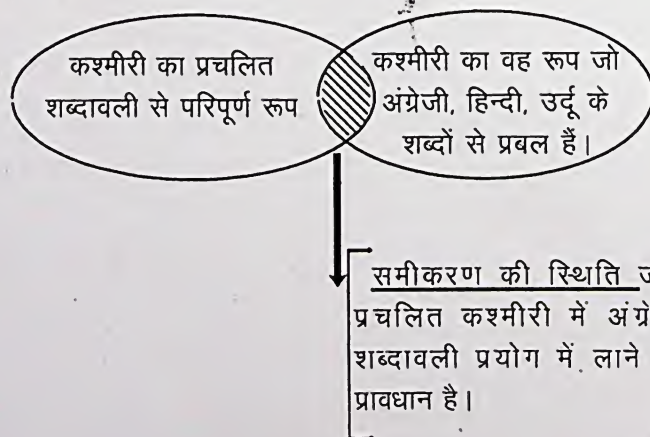 कश्मीरी का प्रचलित
शब्दावली से परिपूर्ण रूप
कश्मीरी का वह रूप जो
अंग्रेजी, हिन्दी, उर्दू के
शब्दों से प्रबल हैं।
समीकरण की स्थिति
प्रचलित कश्मीरी में
शब्दावली प्रयोग में लाने
प्रावधान है।